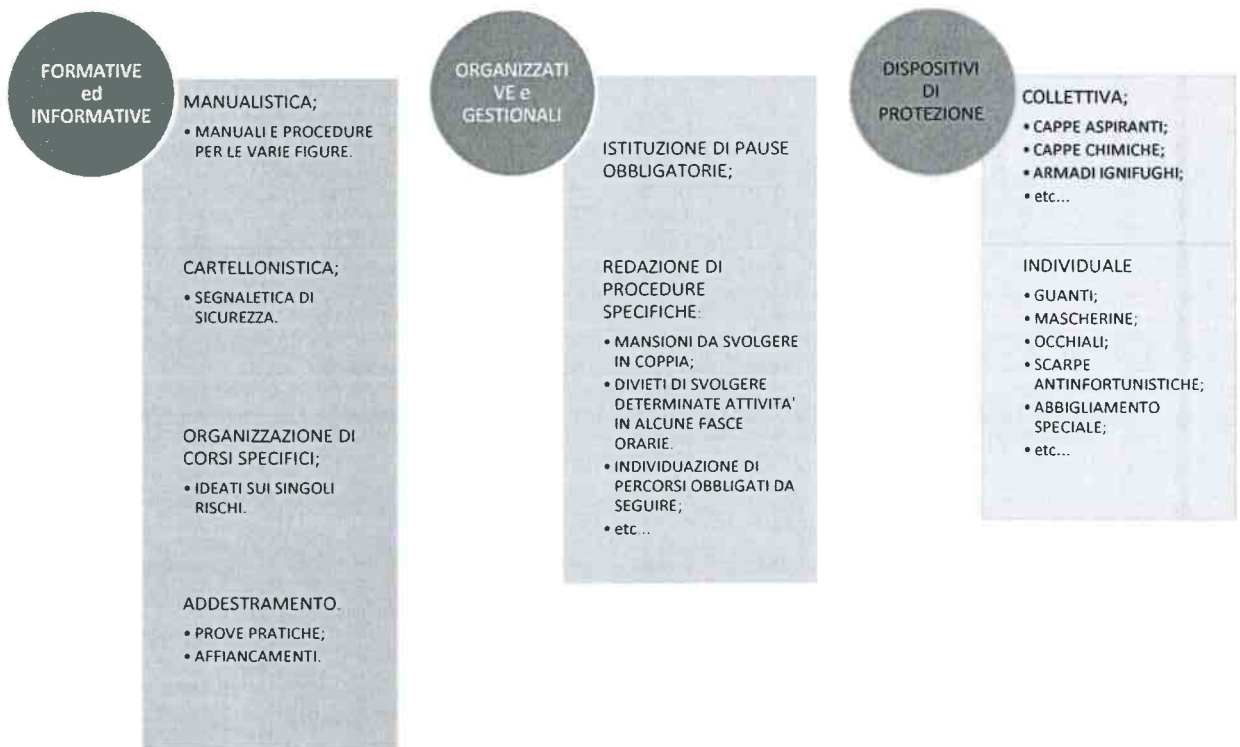 FORMATIVE
ed
INFORMATIVE
MANUALISTICA;
• MANUALI E PROCEDURE
PER LE VARIE FIGURE.
CARTELLONISTICA;
• SEGNALETICA DI
SICUREZZA.
ORGANIZZAZIONE DI
CORSI SPECIFICI;
• IDEATI SUI SINGOLI
RISCHI.
ADDESTRAMENTO.
• PROVE PRATICHE;
• AFFIANCAMENTI.
ORGANIZZATI
VE e
GESTIONALI
ISTITUZIONE DI PAUSE
OBBLIGATORIE;
REDAZIONE DI
PROCEDURE
SPECIFICHE:
• MANSIONI DA SVOLGERE
IN COPPIA;
• DIVIETI DI SVOLGERE
DETERMINATE ATTIVITA'
IN ALCUNE FASCE
ORARIE.
• INDIVIDUAZIONE DI
PERCORSI OBBLIGATI DA
SEGUIRE;
• etc...
DISPOSITIVI
DI
PROTEZIONE
COLLETTIVA;
• CAPPE ASPIRANTI;
• CAPPE CHIMICHE;
• ARMADI IGNIFUGHI;
• etc...
INDIVIDUALE
• GUANTI;
• MASCHERINE;
• OCCHIALI;
• SCARPE
ANTINFORTUNISTICHE;
• ABBIGLIAMENTO
SPECIALE;
• etc...